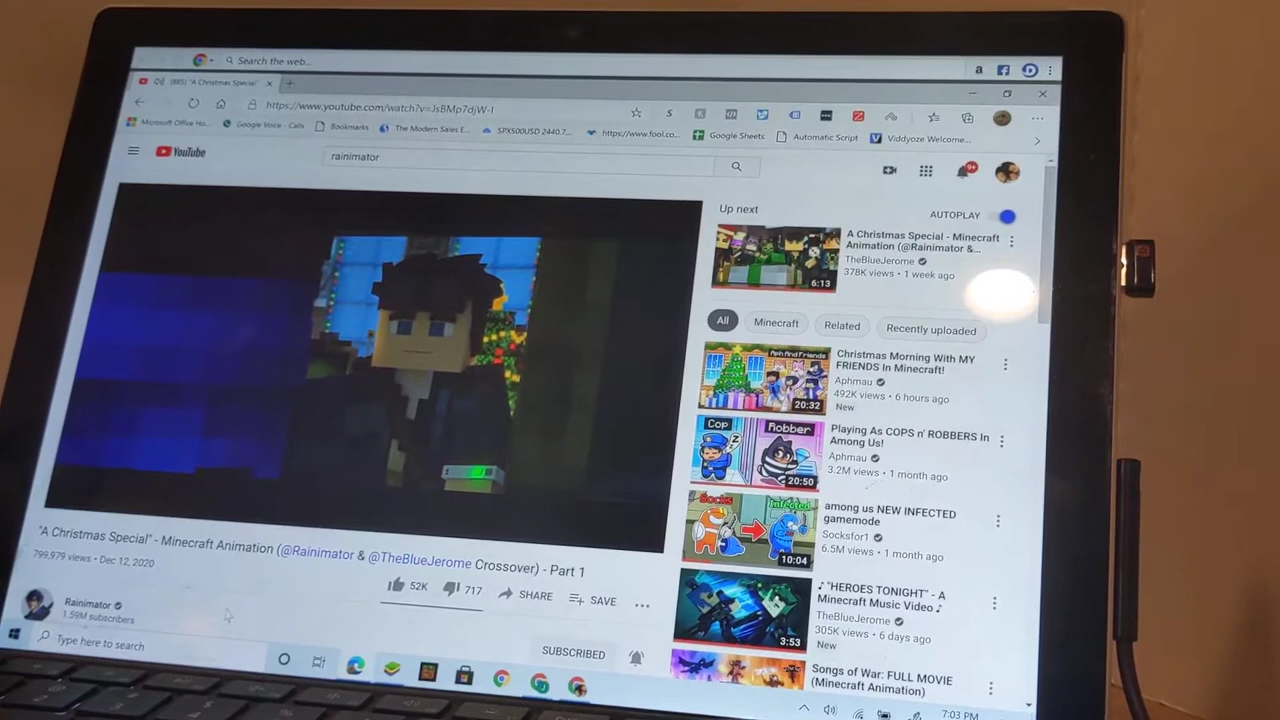 Search the web...
(885) "A Christmas Special"
https://www.youtube.com/watch?v=JsBMp7djW-I
Microsoft Office Ho...
Google Voice - Calls
Bookmarks
The Modern Sales E...
SPX500USD 2440.7...
https://www.fool.co...
Google Sheets
Automatic Script
Viddyoze Welcome...
YouTube
rainimator
9+
Up next
AUTOPLAY
6:13
A Christmas Special - Minecraft
Animation (@Rainimator &...
TheBlueJerome
378K views • 1 week ago
All
Minecraft
Related
Recently uploaded
Aph And Friends
20:32
Christmas Morning With MY
FRIENDS In Minecraft!
Aphmau
492K views • 6 hours ago
New
Cop
Robber
20:50
Playing As COPS n' ROBBERS In
Among Us!
Aphmau
3.2M views • 1 month ago
Socks
Infected
10:04
among us NEW INFECTED
gamemode
Socksfor1
6.5M views • 1 month ago
3:53
♪ "HEROES TONIGHT" - A
Minecraft Music Video ♪
TheBlueJerome
305K views • 6 days ago
New
Songs of War: FULL MOVIE
(Minecraft Animation)
"A Christmas Special" - Minecraft Animation (@Rainimator & @TheBlueJerome Crossover) - Part 1
799,979 views • Dec 12, 2020
52K
717
SHARE
SAVE
Rainimator
1.59M subscribers
SUBSCRIBED
Type here to search
7:03 PM